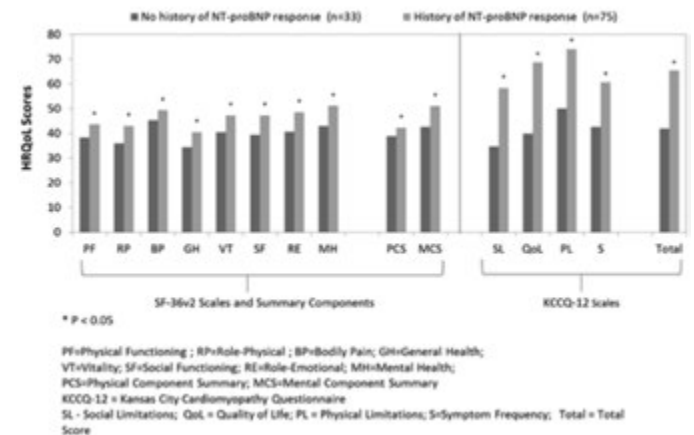 No history of NT-proBNP response (n=33) History of NT-proBNP response (n=75)
HRQoL Scores
80
70
60
50
40
30
20
10
0
PF RP BP GH VT SF RE MH PCS MCS SL QoL PL S Total
SF-36v2 Scales and Summary Components KCCQ-12 Scales
* P < 0.05
PF=Physical Functioning ; RP=Role-Physical ; BP=Bodily Pain; GH=General Health;
VT=Vitality; SF=Social Functioning; RE=Role-Emotional; MH=Mental Health;
PCS=Physical Component Summary; MCS=Mental Component Summary
KCCQ-12 = Kansas City Cardiomyopathy Questionnaire
SL - Social Limitations; QoL = Quality of Life; PL = Physical Limitations; S=Symptom Frequency; Total = Total
Score